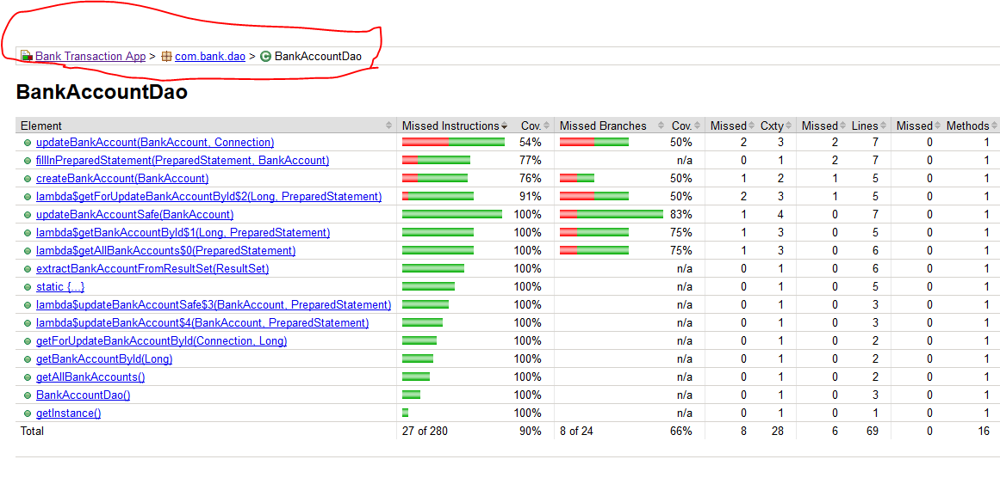 Bank Transaction App > com.bank.dao > BankAccountDao
BankAccountDao
Element Missed Instructions Cov. Missed Branches Cov. Missed Cxty Missed Lines Missed Methods
updateBankAccount(BankAccount, Connection) 54% 50% 2 3 2 7 0 1
fillInPreparedStatement(PreparedStatement, BankAccount) 77% n/a 0 1 2 7 0 1
createBankAccount(BankAccount) 76% 50% 1 2 1 5 0 1
lambda$getForUpdateBankAccountById$2(Long, PreparedStatement) 91% 50% 2 3 1 5 0 1
updateBankAccountSafe(BankAccount) 100% 83% 1 4 0 7 0 1
lambda$getBankAccountById$1(Long, PreparedStatement) 100% 75% 1 3 0 5 0 1
lambda$getAllBankAccounts$0(PreparedStatement) 100% 75% 1 3 0 6 0 1
extractBankAccountFromResultSet(ResultSet) 100% n/a 0 1 0 6 0 1
static {...} 100% n/a 0 1 0 5 0 1
lambda$updateBankAccountSafe$3(BankAccount, PreparedStatement) 100% n/a 0 1 0 3 0 1
lambda$updateBankAccount$4(BankAccount, PreparedStatement) 100% n/a 0 1 0 3 0 1
getForUpdateBankAccountById(Connection, Long) 100% n/a 0 1 0 2 0 1
getBankAccountById(Long) 100% n/a 0 1 0 2 0 1
getAllBankAccounts() 100% n/a 0 1 0 2 0 1
BankAccountDao() 100% n/a 0 1 0 3 0 1
getInstance() 100% n/a 0 1 0 1 0 1
Total 27 of 280 90% 8 of 24 66% 8 28 6 69 0 16